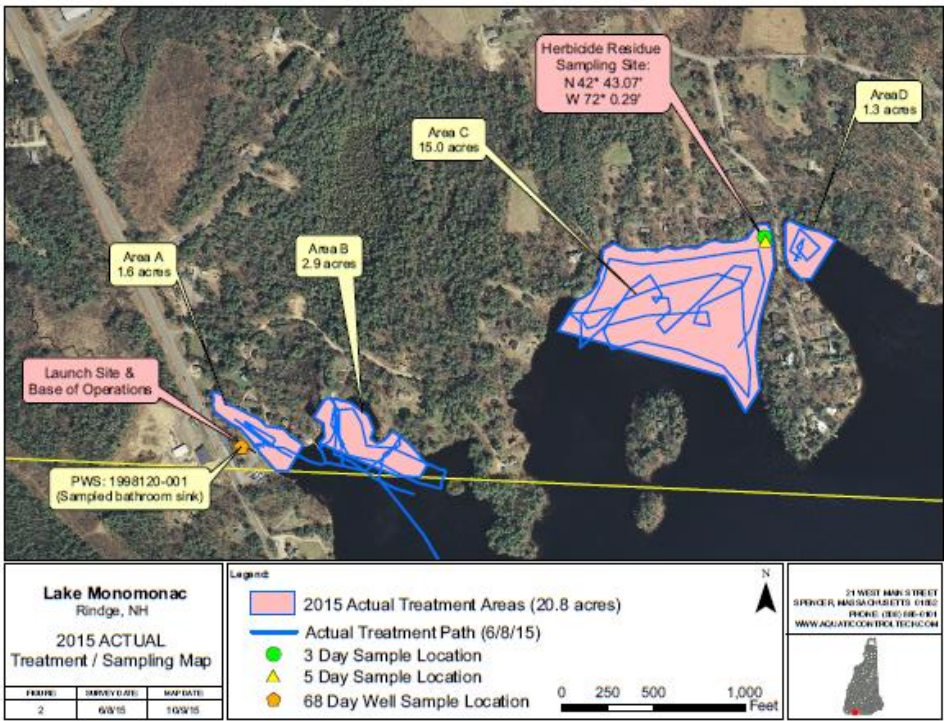 Herbicide Residue
Sampling Site:
N 42° 43.07'
W 72° 0.29'
Area D
1.3 acres
Area C
15.0 acres
Area B
2.9 acres
Area A
1.6 acres
Launch Site &
Base of Operations
PWS: 1998120-001
(Sampled bathroom sink)
Lake Monomonac
Rindge, NH
2015 ACTUAL
Treatment / Sampling Map
FIGURE: SURVEY DATE: MAP DATE:
2 6/8/15 10/9/15
Legend:
2015 Actual Treatment Areas (20.8 acres)
Actual Treatment Path (6/8/15)
3 Day Sample Location
5 Day Sample Location
68 Day Well Sample Location
N
0 250 500 1,000
Feet
21 WEST MAIN STREET
SPENCER, MASSACHUSETTS 01562
PHONE:
WWW.AQUATICCONTROLTECH.COM